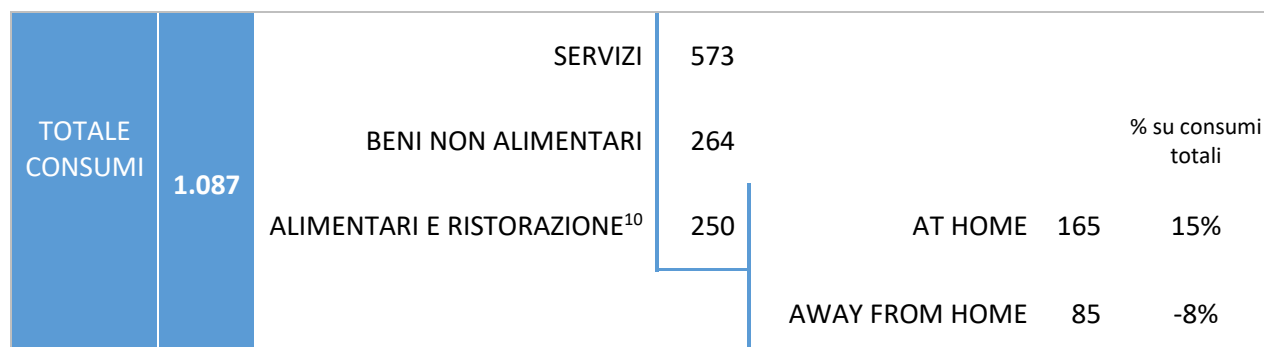 SERVIZI 573
TOTALE
CONSUMI
1.087
BENI NON ALIMENTARI 264
% su consumi
totali
ALIMENTARI E RISTORAZIONE¹⁰ 250 AT HOME 165 15%
AWAY FROM HOME 85 -8%